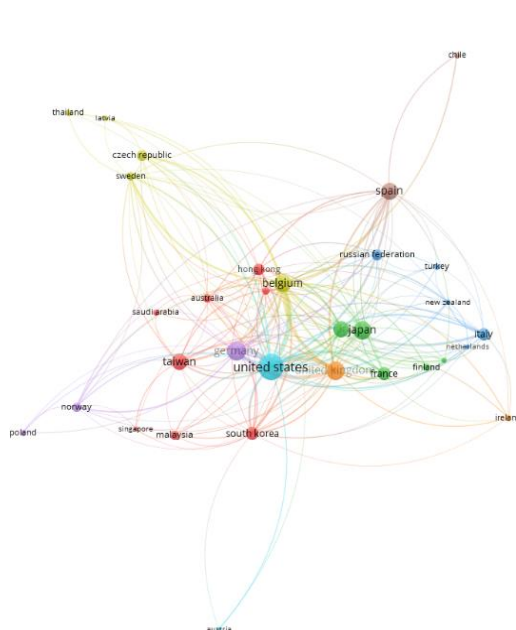 chile
thailand
latvia
czech republic
sweden
spain
russian federation
hong kong
turkey
belgium
australia
new zealand
saudi arabia
japan
italy
netherlands
germany
taiwan
united states
united kingdom
france
finland
norway
ireland
poland
singapore
malaysia
south korea
austria